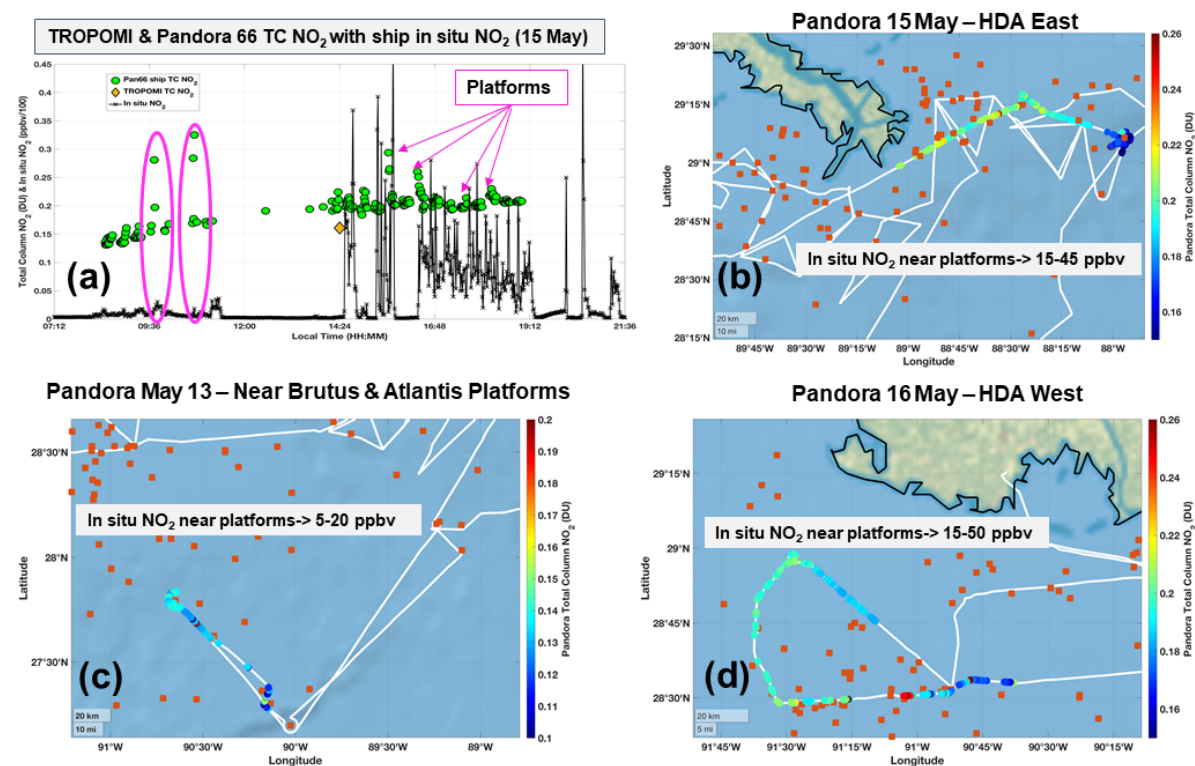 TROPOMI & Pandora 66 TC NO2 with ship in situ NO2 (15 May)
Total Column NO2 (DU) & In situ NO2 (ppbv/100)
0.45
0.4
0.35
0.3
0.25
0.2
0.15
0.1
0.05
0
Pan66 ship TC NO2
TROPOMI TC NO2
In situ NO2
Platforms
(a)
07:12 09:36 12:00 14:24 16:48 19:12 21:36
Local Time (HH:MM)
Pandora 15 May – HDA East
Latitude
29°30'N
29°15'N
29°N
28°45'N
28°30'N
28°15'N
In situ NO2 near platforms-> 15-45 ppbv
(b)
20 km
10 mi
89°45'W 89°30'W 89°15'W 89°W 88°45'W 88°30'W 88°15'W 88°W
Longitude
0.26
0.24
0.22
0.2
0.18
0.16
Pandora Total Column NO2 (DU)
Pandora May 13 – Near Brutus & Atlantis Platforms
Latitude
28°30'N
28°N
27°30'N
In situ NO2 near platforms-> 5-20 ppbv
(c)
20 km
10 mi
91°W 90°30'W 90°W 89°30'W 89°W
Longitude
0.2
0.19
0.18
0.17
0.16
0.15
0.14
0.13
0.12
0.11
0.1
Pandora Total Column NO2 (DU)
Pandora 16 May – HDA West
Latitude
29°15'N
29°N
28°45'N
28°30'N
In situ NO2 near platforms-> 15-50 ppbv
(d)
20 km
5 mi
91°45'W 91°30'W 91°15'W 91°W 90°45'W 90°30'W 90°15'W
Longitude
0.26
0.24
0.22
0.2
0.18
0.16
Pandora Total Column NO2 (DU)